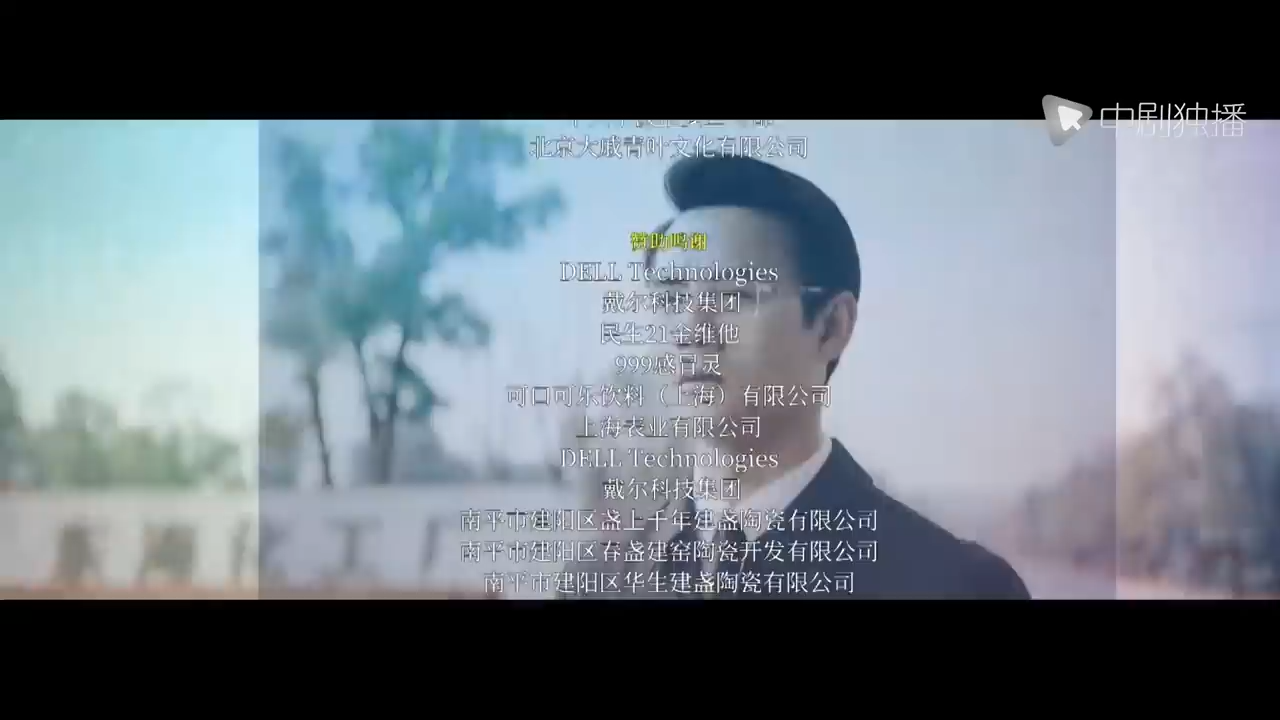 中剧独播
北京大戚青叶文化有限公司
赞助鸣谢
DELL Technologies
戴尔科技集团
民生21金维他
999感冒灵
可口可乐饮料（上海）有限公司
上海表业有限公司
DELL Technologies
戴尔科技集团
南平市建阳区盏上千年建盏陶瓷有限公司
南平市建阳区春盏建窑陶瓷开发有限公司
南平市建阳区华生建盏陶瓷有限公司